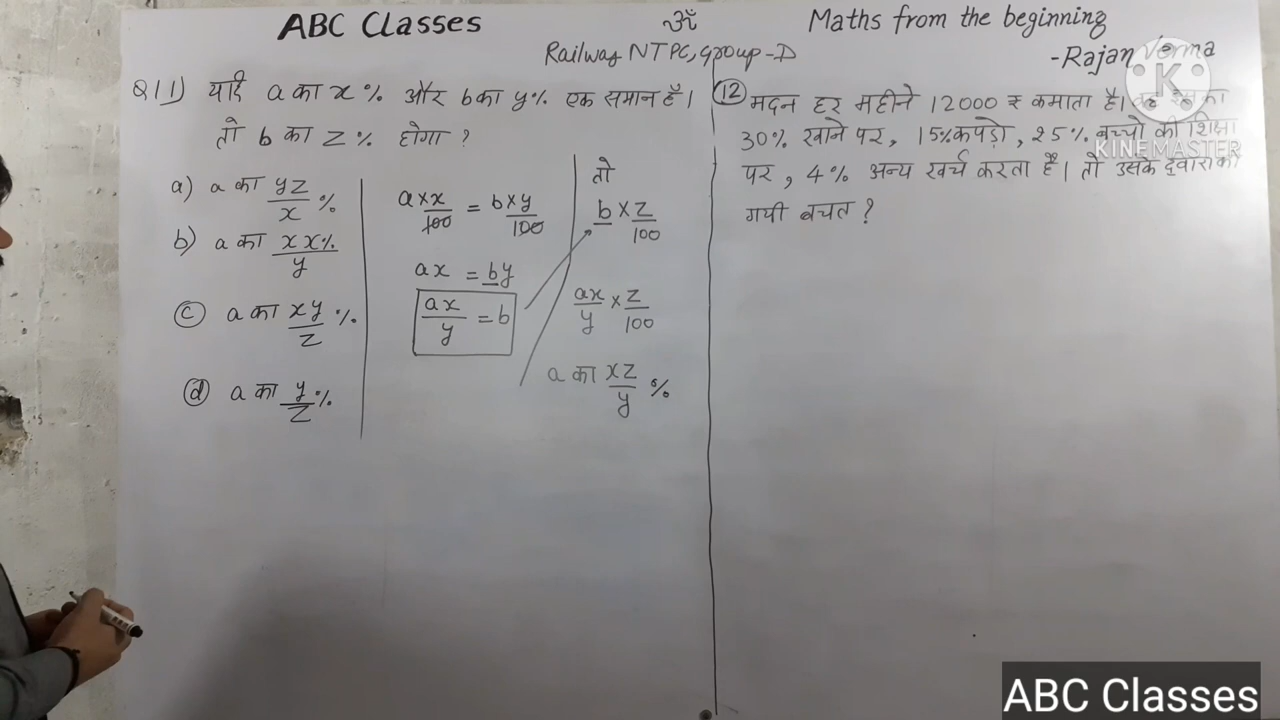 ABC Classes
ॐ
Maths from the beginning
Railway NTPC, group-D
-Rajan Verma
Q11) यदि a का x% और b का y% एक समान है।
तो b का Z% होगा ?
a) a का yz/x %
b) a का x x%/y
c) a का xy/z %
d) a का y/z %
a×x/100 = b×y/100
ax = by
ax/y = b
तो
b×z/100
ax/y × z/100
a का xz/y %
12 मदन हर महीने 12000 ₹ कमाता है।
30% खाने पर, 15% कपड़ो, 25% बच्चो की शिक्षा
पर, 4% अन्य खर्च करता है। तो उसके द्वारा की
गयी बचत ?
K
KINEMASTER
ABC Classes